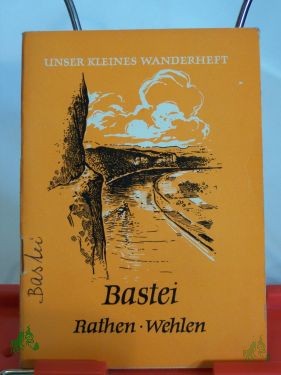 UNSER KLEINES WANDERHEFT
Bastei
Rathen · Wehlen
Bastei